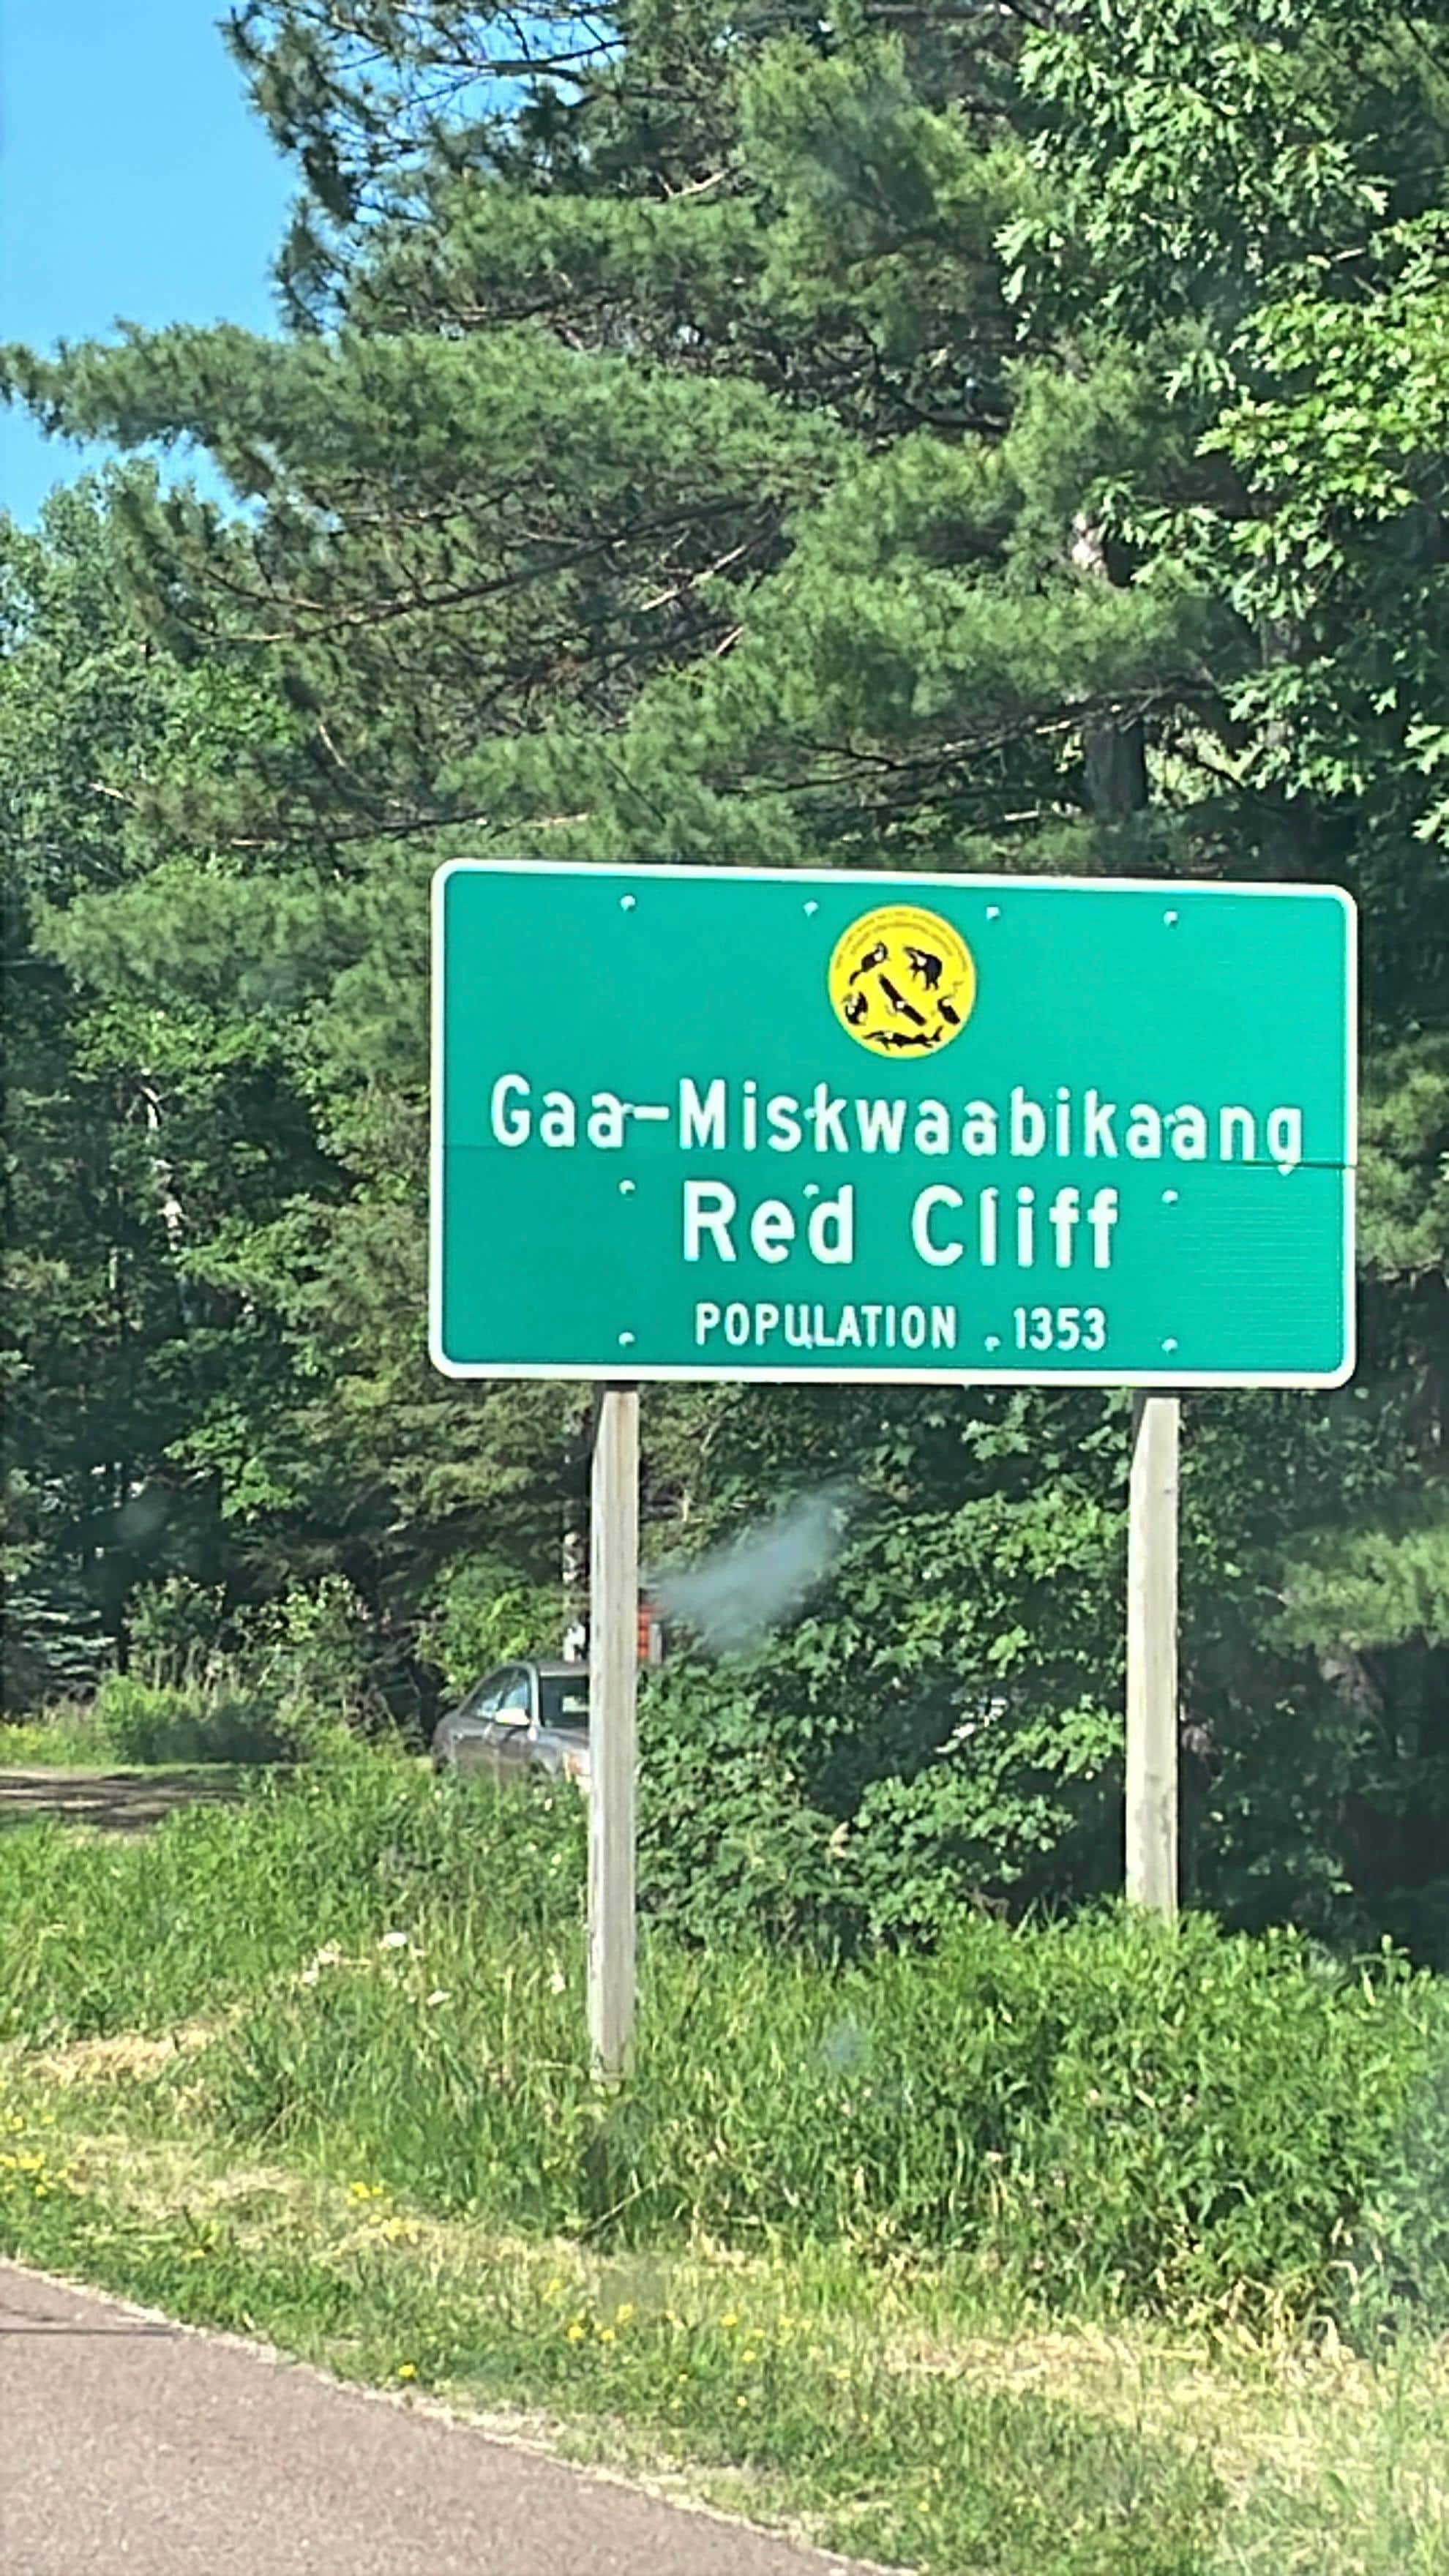 Gaa-Miskwaabikaang
Red Cliff
POPULATION 1353